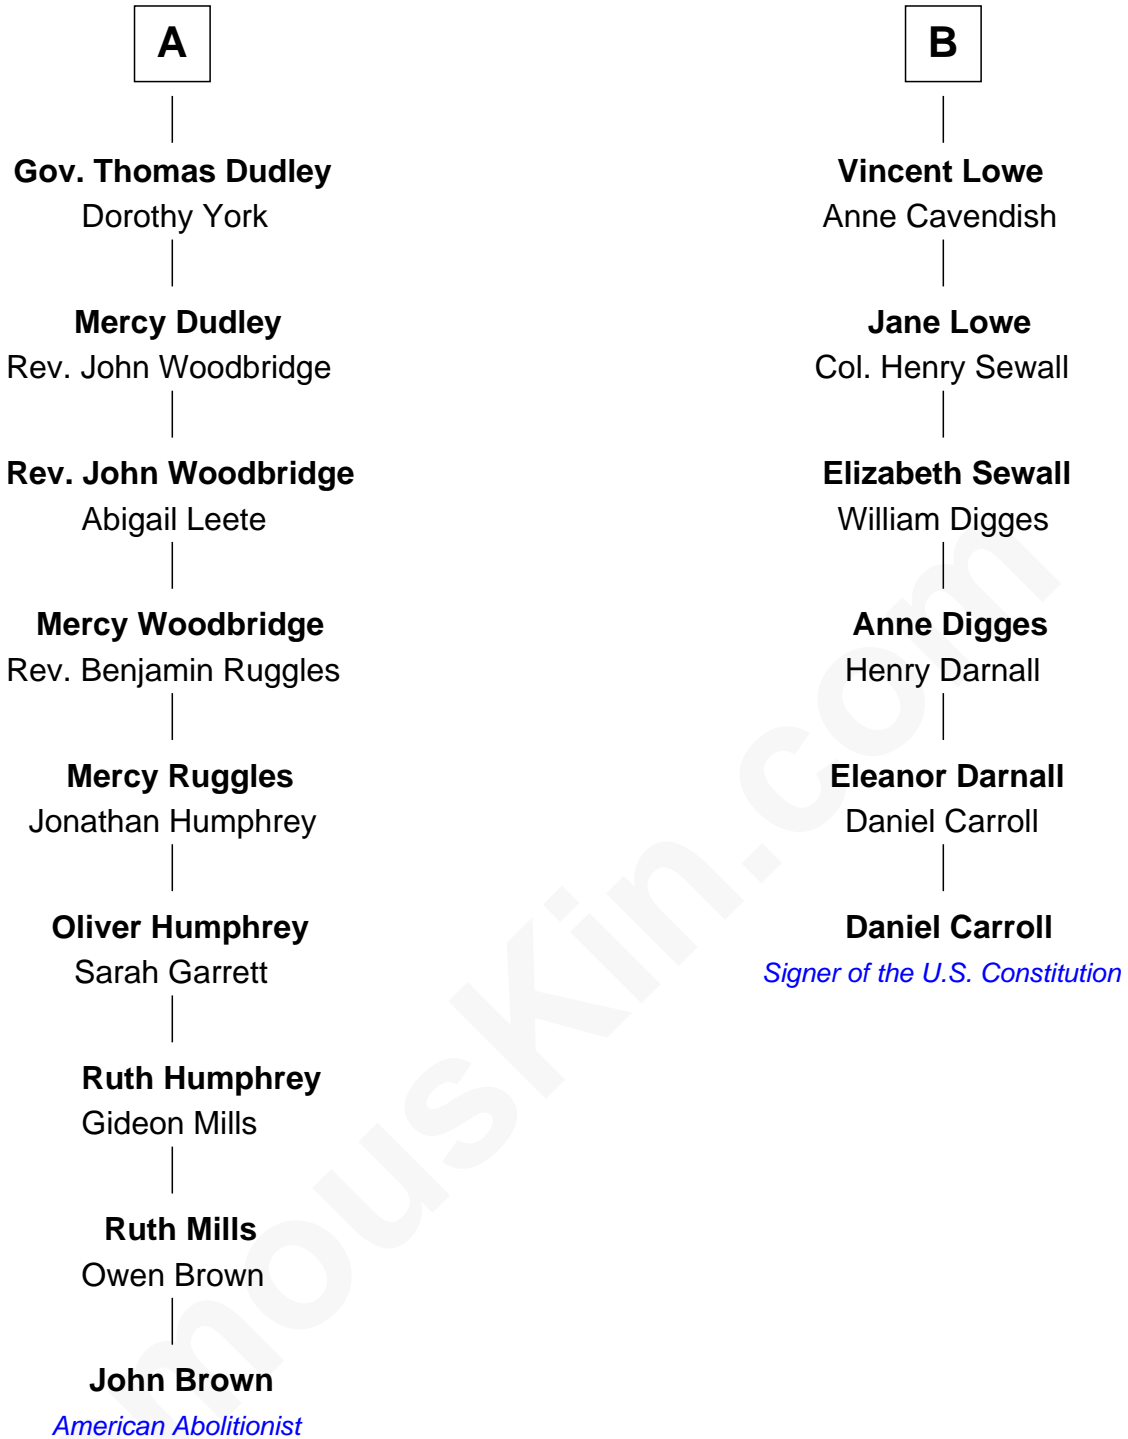 A
Gov. Thomas Dudley
Dorothy York
Mercy Dudley
Rev. John Woodbridge
Rev. John Woodbridge
Abigail Leete
Mercy Woodbridge
Rev. Benjamin Ruggles
Mercy Ruggles
Jonathan Humphrey
Oliver Humphrey
Sarah Garrett
Ruth Humphrey
Gideon Mills
Ruth Mills
Owen Brown
John Brown
American Abolitionist
B
Vincent Lowe
Anne Cavendish
Jane Lowe
Col. Henry Sewall
Elizabeth Sewall
William Digges
Anne Digges
Henry Darnall
Eleanor Darnall
Daniel Carroll
Daniel Carroll
Signer of the U.S. Constitution
mouskin.com